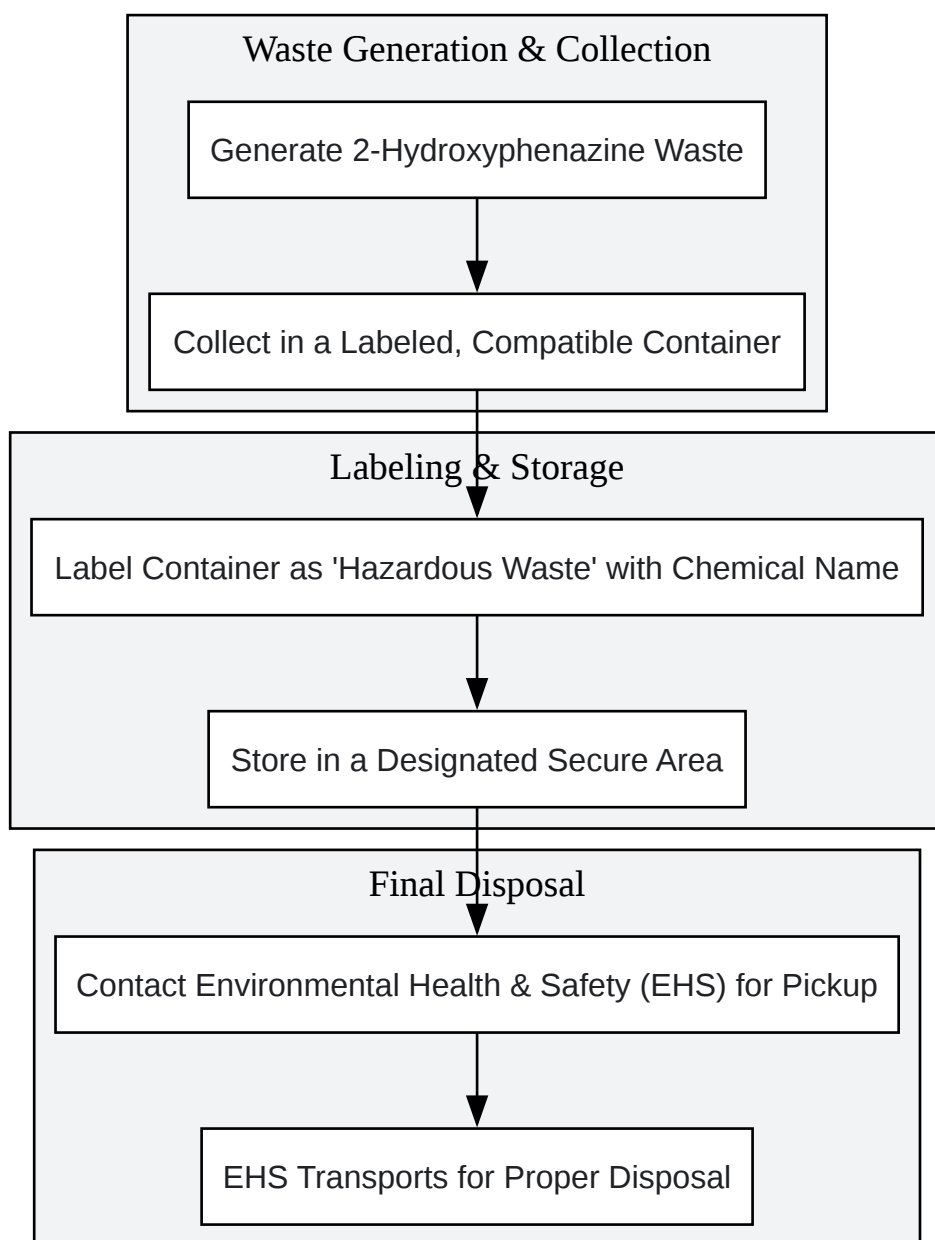 Waste Generation & Collection
Generate 2-Hydroxyphenazine Waste
Collect in a Labeled, Compatible Container
Labeling & Storage
Label Container as 'Hazardous Waste' with Chemical Name
Store in a Designated Secure Area
Final Disposal
Contact Environmental Health & Safety (EHS) for Pickup
EHS Transports for Proper Disposal